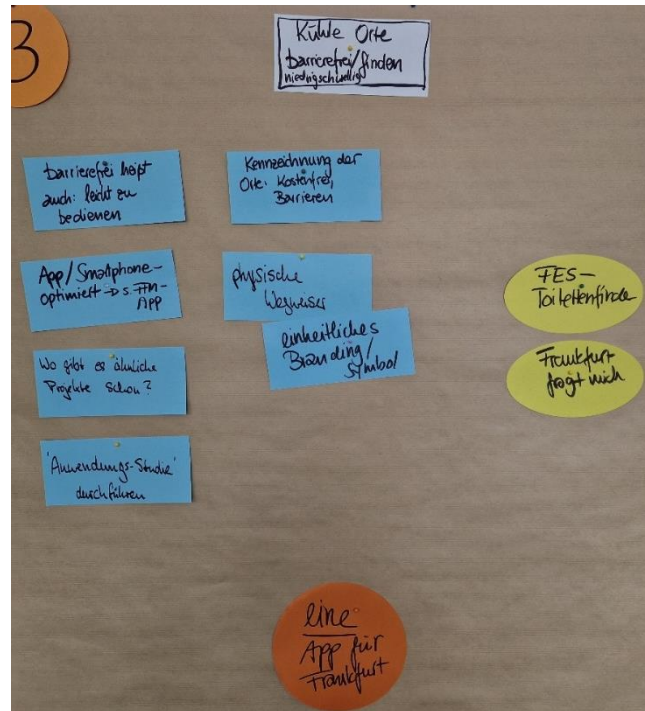 3
Kühle Orte
barrierefrei/finden
niedrigschwellig
barrierefrei heißt
auch: leicht zu
bedienen
App/Smartphone-
optimiert → s. FFM-
APP
Wo gibt es ähnliche
Projekte schon?
'Anwendungs-Studie'
durchführen
Kennzeichnung der
Orte: Kostenfrei,
Barrieren
physische
Wegweiser
einheitliches
Branding/
Symbol
FES-
Toilettenfinder
Frankfurt
fragt mich
eine
App für
Frankfurt